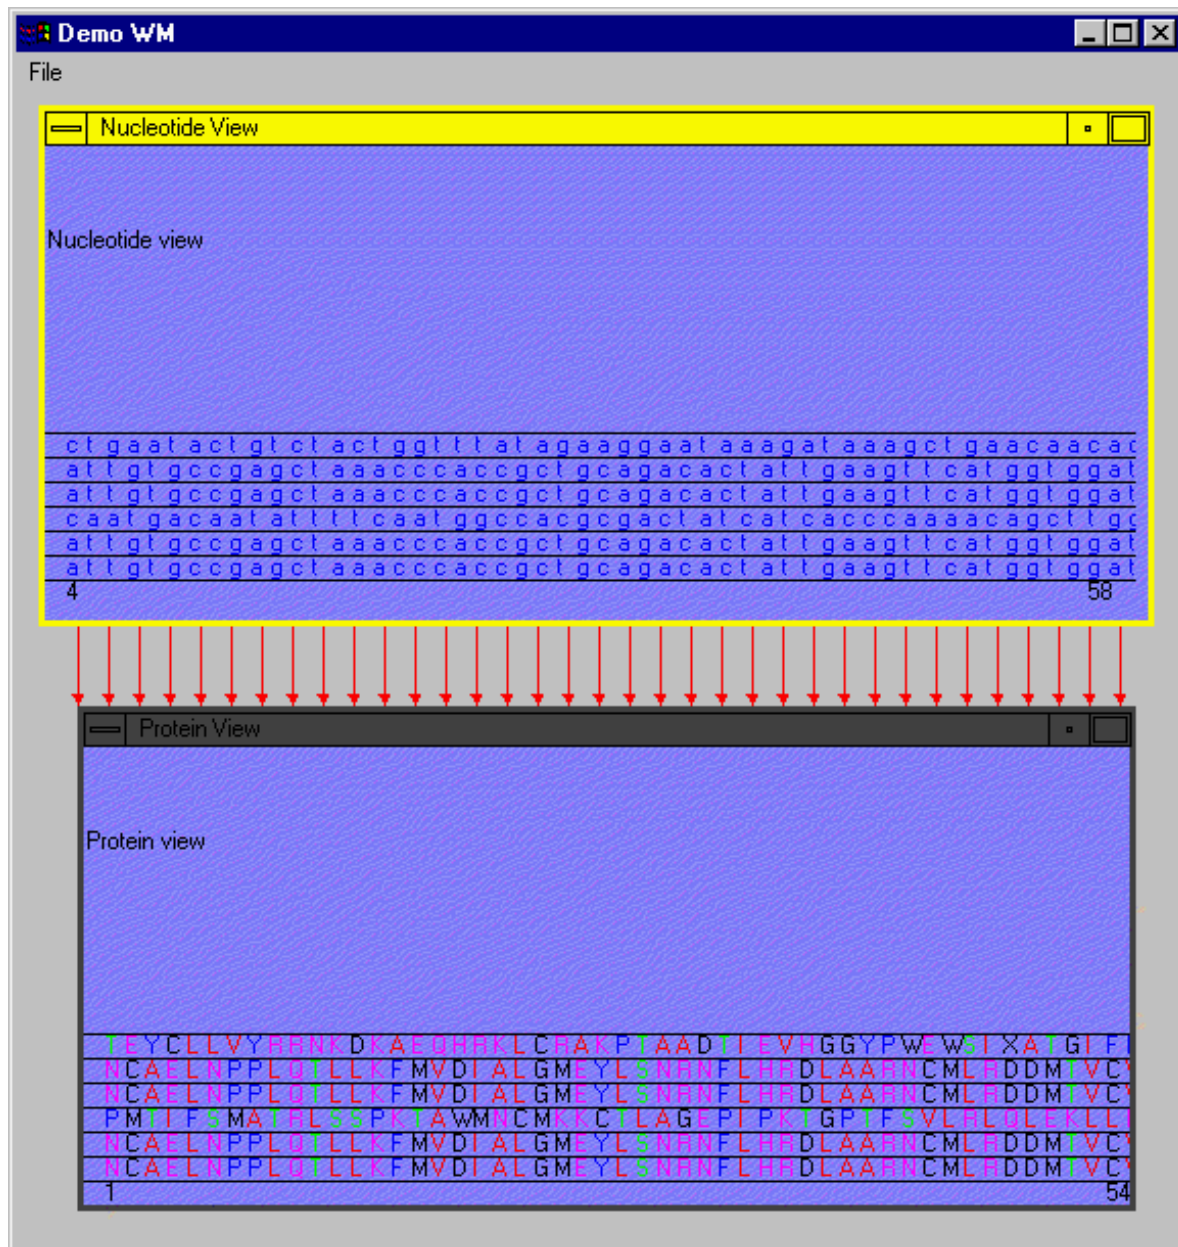 Demo WM
File
Nucleotide View
Nucleotide view
ctgaatactgtctactggtttatagaaggaataaagataaagctgaacaacac
attgtgccgagctaaacccaccgctgcagacactattgaagttcatggtggat
attgtgccgagctaaacccaccgctgcagacactattgaagttcatggtggat
caatgacaatattttcaatggccacgcgactatcatcacccaaaacagcttgc
attgtgccgagctaaacccaccgctgcagacactattgaagttcatggtggat
attgtgccgagctaaacccaccgctgcagacactattgaagttcatggtggat
4 58
Protein View
Protein view
TEYCLLVYRRNKDKAEQHRKLCRAKPTAADTIEVHGGYPWEWSIXATGIF
NCAELNPPLQTLLKFMVDIALGMEYLSNRNFLHRDLAARNCMLRDDMTVC
NCAELNPPLQTLLKFMVDIALGMEYLSNRNFLHRDLAARNCMLRDDMTVC
PMTIFSMATRLSSPKTAWMNCMKKCTLAGEPIPKTGPTFSVLRLQLEKLL
NCAELNPPLQTLLKFMVDIALGMEYLSNRNFLHRDLAARNCMLRDDMTVC
NCAELNPPLQTLLKFMVDIALGMEYLSNRNFLHRDLAARNCMLRDDMTVC
1 54